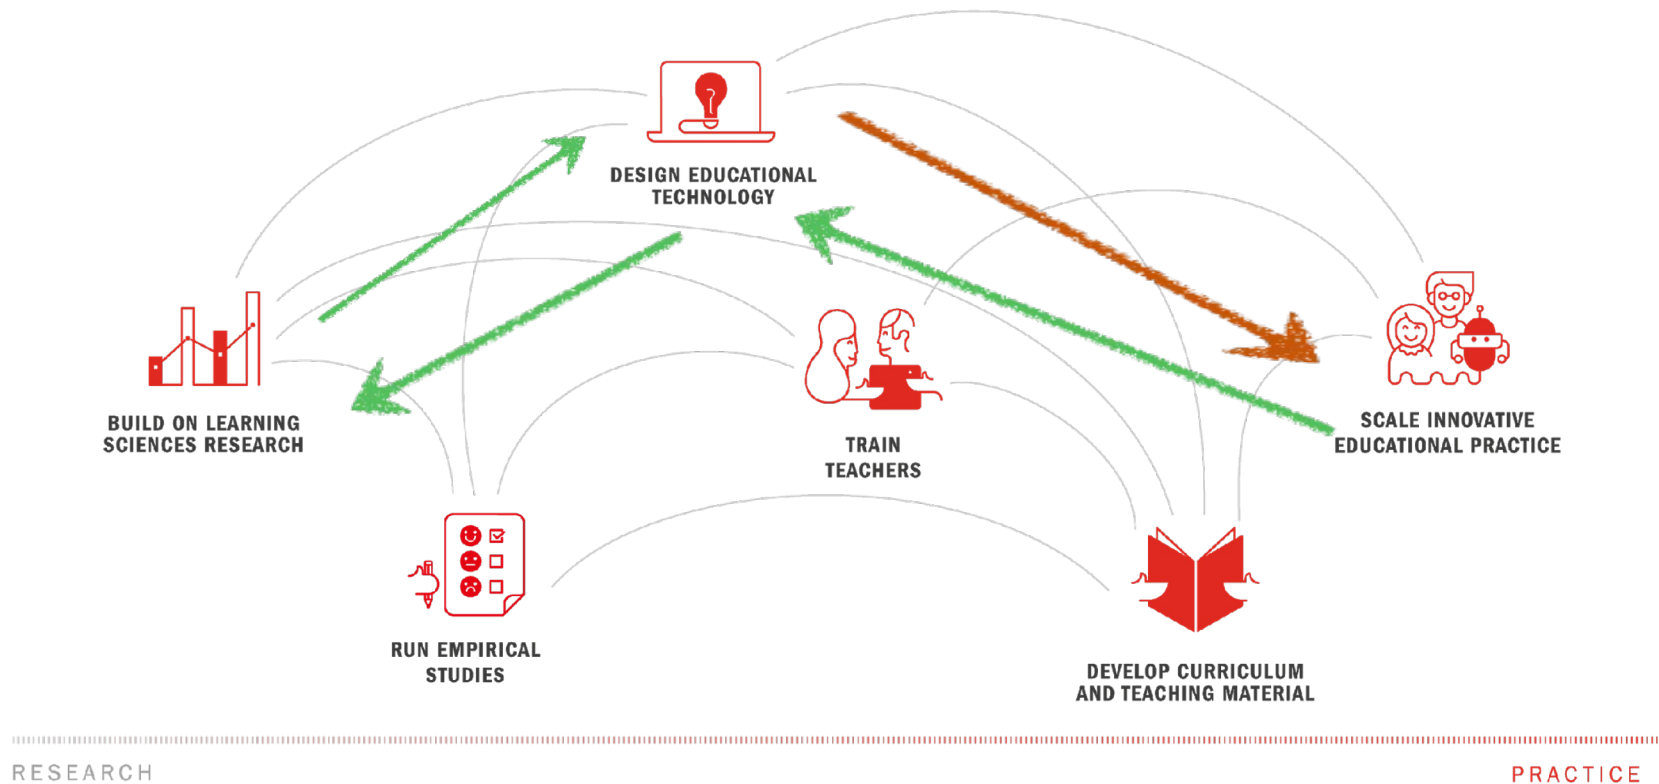 DESIGN EDUCATIONAL
TECHNOLOGY
BUILD ON LEARNING
SCIENCES RESEARCH
TRAIN
TEACHERS
SCALE INNOVATIVE
EDUCATIONAL PRACTICE
RUN EMPIRICAL
STUDIES
DEVELOP CURRICULUM
AND TEACHING MATERIAL
RESEARCH
PRACTICE